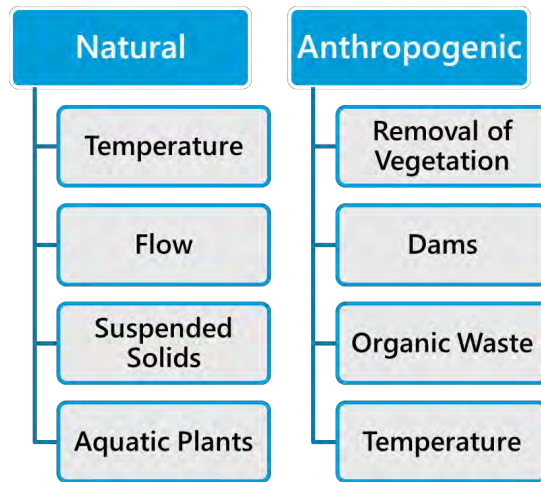 Natural
Temperature
Flow
Suspended
Solids
Aquatic Plants
Anthropogenic
Removal of
Vegetation
Dams
Organic Waste
Temperature